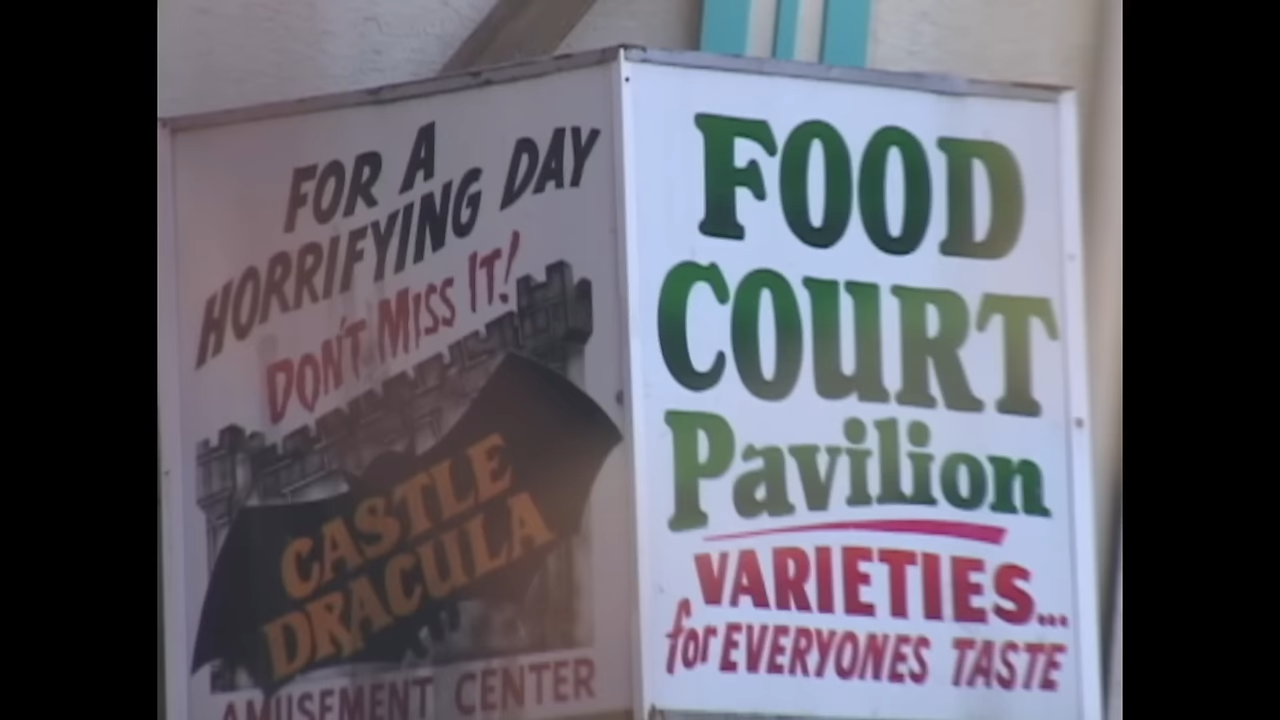 FOR A
HORRIFYING DAY
DON'T MISS IT!
CASTLE
DRACULA
AMUSEMENT CENTER
FOOD
COURT
Pavilion
VARIETIES...
for EVERYONES TASTE